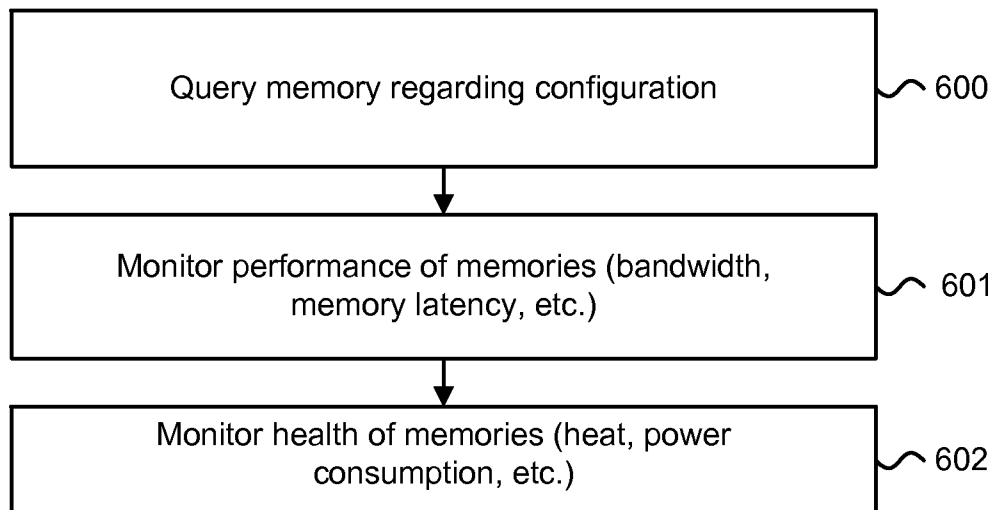 Query memory regarding configuration
600
Monitor performance of memories (bandwidth,
memory latency, etc.)
601
Monitor health of memories (heat, power
consumption, etc.)
602